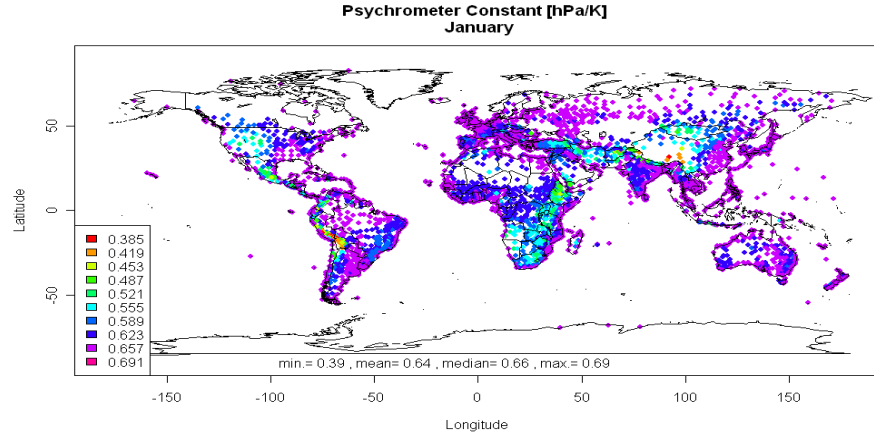 Psychrometer Constant [hPa/K]
January
Latitude
50
0
-50
0.385
0.419
0.453
0.487
0.521
0.555
0.589
0.623
0.657
0.691
min.= 0.39 , mean= 0.64 , median= 0.66 , max.= 0.69
-150 -100 -50 0 50 100 150
Longitude